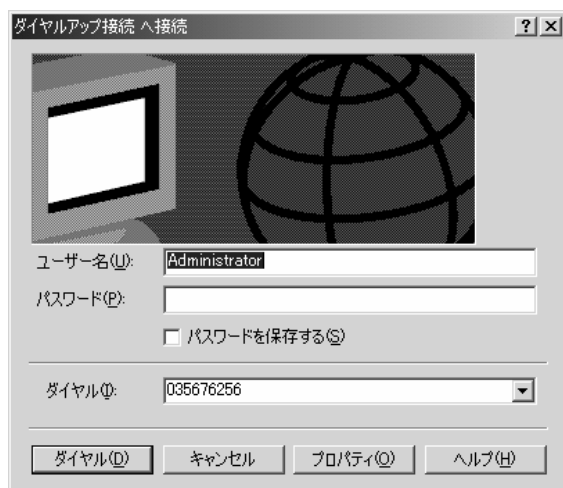 ダイヤルアップ接続 へ接続
ユーザー名(U):
Administrator
パスワード(P):
パスワードを保存する(S)
ダイヤル(I):
035676256
ダイヤル(D)
キャンセル
プロパティ(O)
ヘルプ(H)